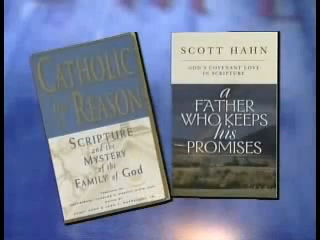 CATHOLIC
for a
REASON
SCRIPTURE
and the
MYSTERY
of the
FAMILY of GOD
SCOTT HAHN
GOD'S COVENANT LOVE
IN SCRIPTURE
a
FATHER
WHO KEEPS
his
PROMISES